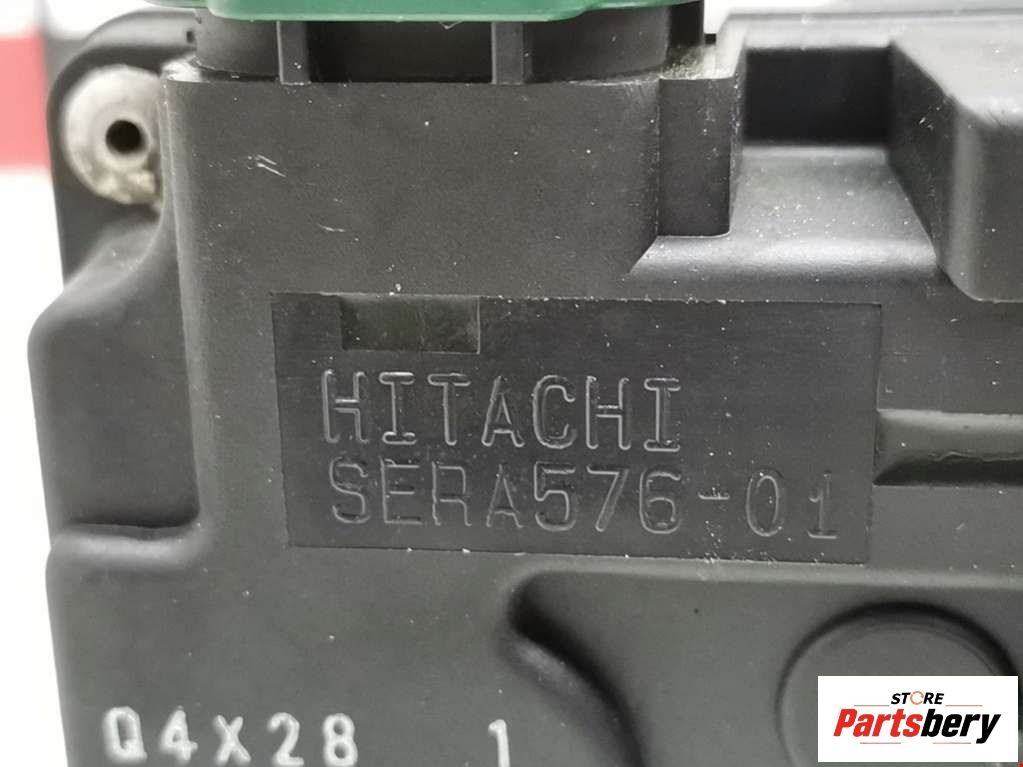 HITACHI
SERA576-01
Q4X28 1
STORE
Partsbery